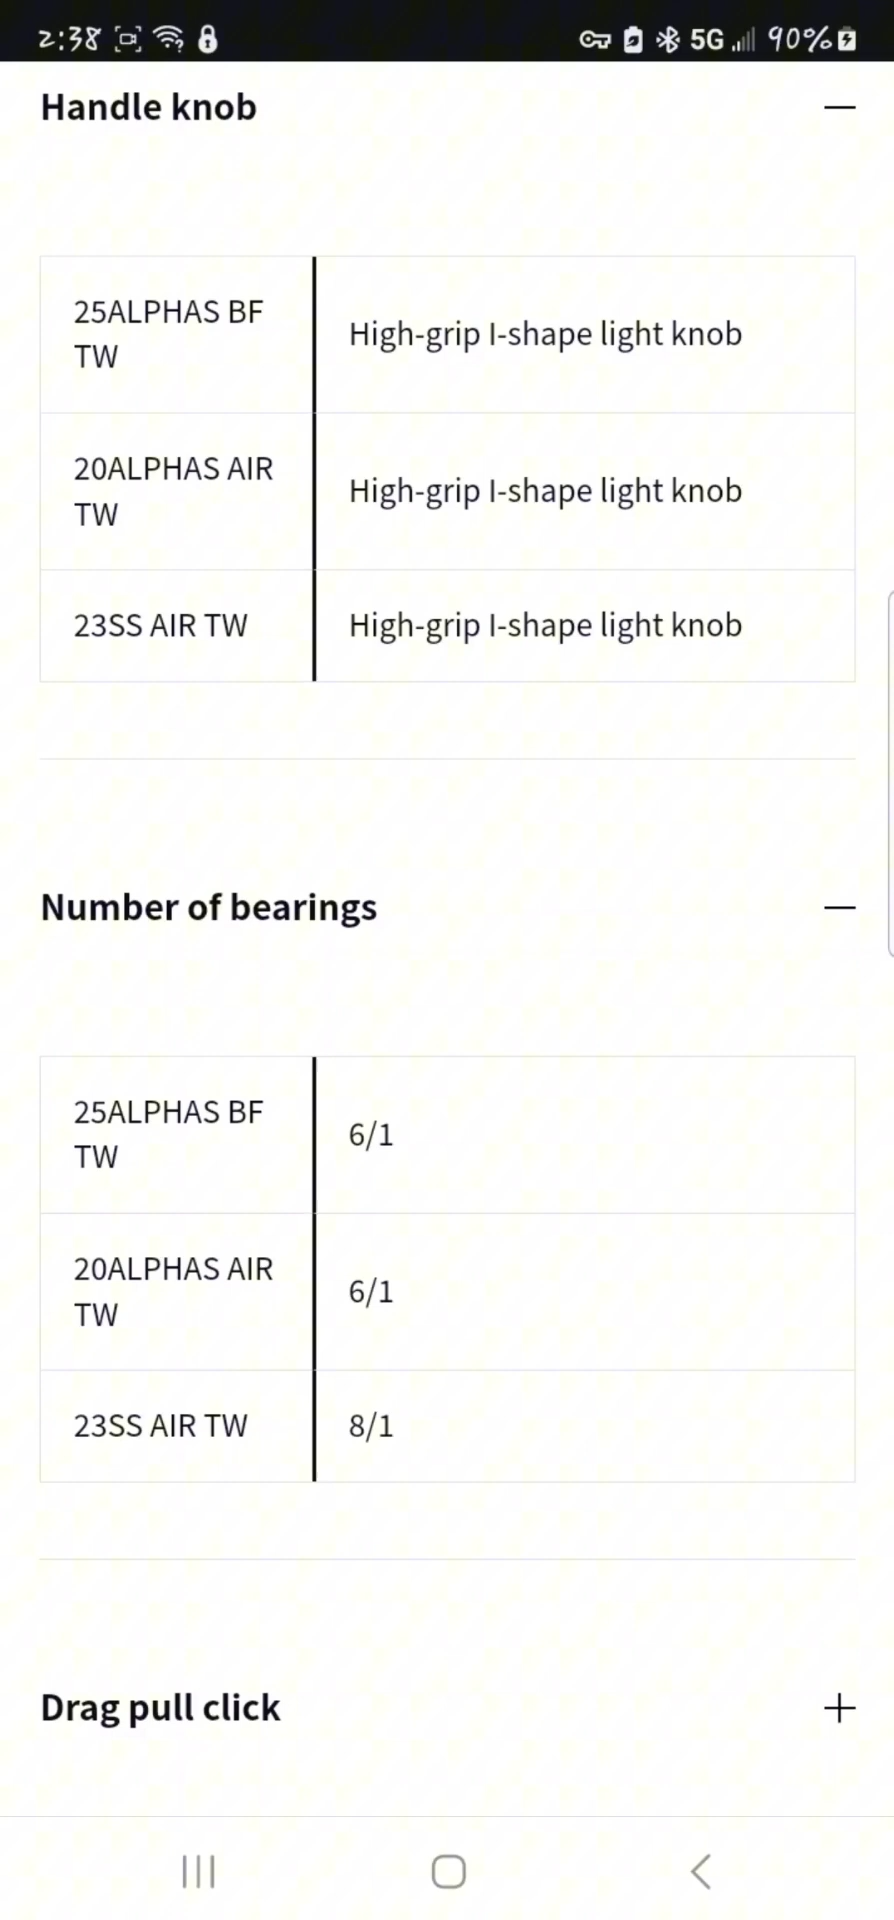 2:38 5G 90%
Handle knob
25ALPHAS BF
TW
High-grip I-shape light knob
20ALPHAS AIR
TW
High-grip I-shape light knob
23SS AIR TW
High-grip I-shape light knob
Number of bearings
25ALPHAS BF
TW
6/1
20ALPHAS AIR
TW
6/1
23SS AIR TW
8/1
Drag pull click